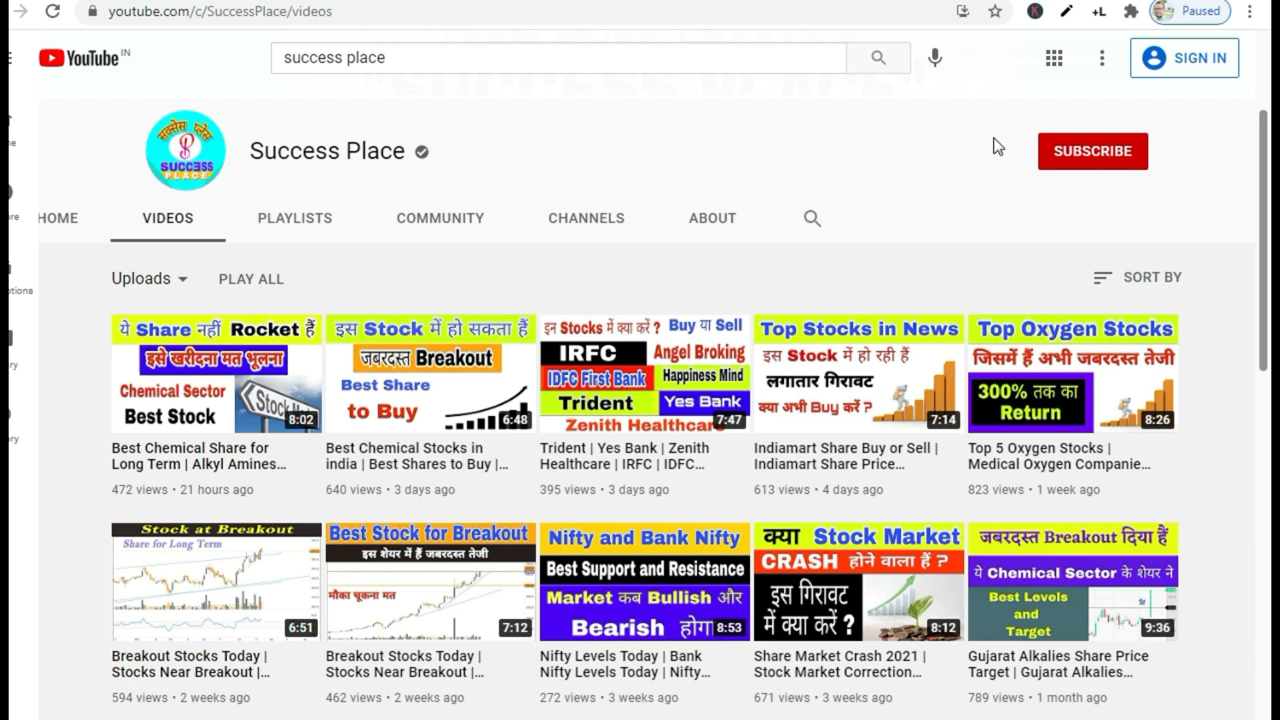 youtube.com/c/SuccessPlace/videos
+L
Paused
YouTube IN
success place
SIGN IN
सक्सेस प्लेस
SUCCESS
PLACE
Success Place
SUBSCRIBE
HOME VIDEOS PLAYLISTS COMMUNITY CHANNELS ABOUT
Uploads PLAY ALL SORT BY
ये Share नहीं Rocket हैं
इसे खरीदना मत भूलना
Chemical Sector
Best Stock
8:02
Best Chemical Share for
Long Term | Alkyl Amines...
472 views • 21 hours ago
इस Stock में हो सकता हैं
जबरदस्त Breakout
Best Share
to Buy
6:48
Best Chemical Stocks in
india | Best Shares to Buy |...
640 views • 3 days ago
इन Stocks में क्या करें ? Buy या Sell
IRFC Angel Broking
IDFC First Bank Happiness Mind
Trident Yes Bank
Zenith Healthcare
7:47
Trident | Yes Bank | Zenith
Healthcare | IRFC | IDFC...
395 views • 3 days ago
Top Stocks in News
इस Stock में हो रही हैं
लगातार गिरावट
क्या अभी Buy करें ?
7:14
Indiamart Share Buy or Sell |
Indiamart Share Price...
613 views • 4 days ago
Top Oxygen Stocks
जिसमें हैं अभी जबरदस्त तेजी
300% तक का
Return
8:26
Top 5 Oxygen Stocks |
Medical Oxygen Companie...
823 views • 1 week ago
Stock at Breakout
Share for Long Term
6:51
Breakout Stocks Today |
Stocks Near Breakout |...
594 views • 2 weeks ago
Best Stock for Breakout
इस शेयर में हैं जबरदस्त तेजी
मौका चूकना मत
7:12
Breakout Stocks Today |
Stocks Near Breakout |...
462 views • 2 weeks ago
Nifty and Bank Nifty
Best Support and Resistance
Market कब Bullish और
Bearish होगा
8:53
Nifty Levels Today | Bank
Nifty Levels Today | Nifty...
272 views • 3 weeks ago
क्या Stock Market
CRASH होने वाला हैं ?
इस गिरावट
में क्या करें ?
8:12
Share Market Crash 2021 |
Stock Market Correction...
671 views • 3 weeks ago
जबरदस्त Breakout दिया हैं
ये Chemical Sector के शेयर ने
Best Levels
and
Target
9:36
Gujarat Alkalies Share Price
Target | Gujarat Alkalies...
789 views • 1 month ago